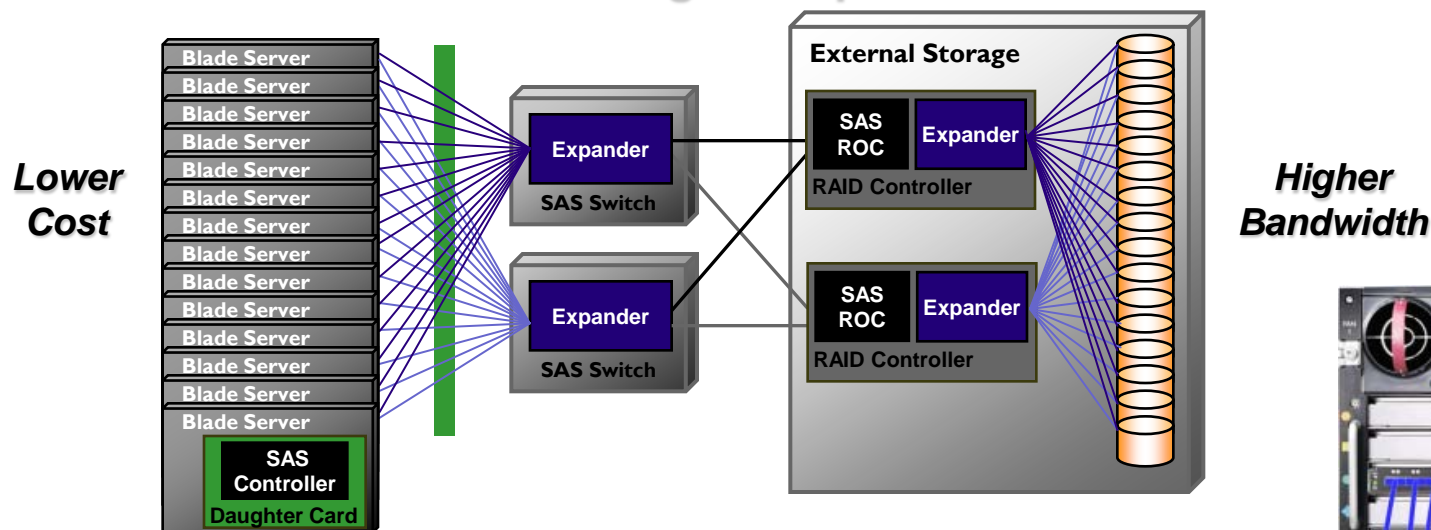 Blade Server
Blade Server
Blade Server
Blade Server
Blade Server
Blade Server
Blade Server
Blade Server
Blade Server
Blade Server
Blade Server
Blade Server
Blade Server
Blade Server
SAS
Controller
Daughter Card
Lower
Cost
Expander
SAS Switch
Expander
SAS Switch
External Storage
SAS
ROC
Expander
RAID Controller
SAS
ROC
Expander
RAID Controller
Higher
Bandwidth